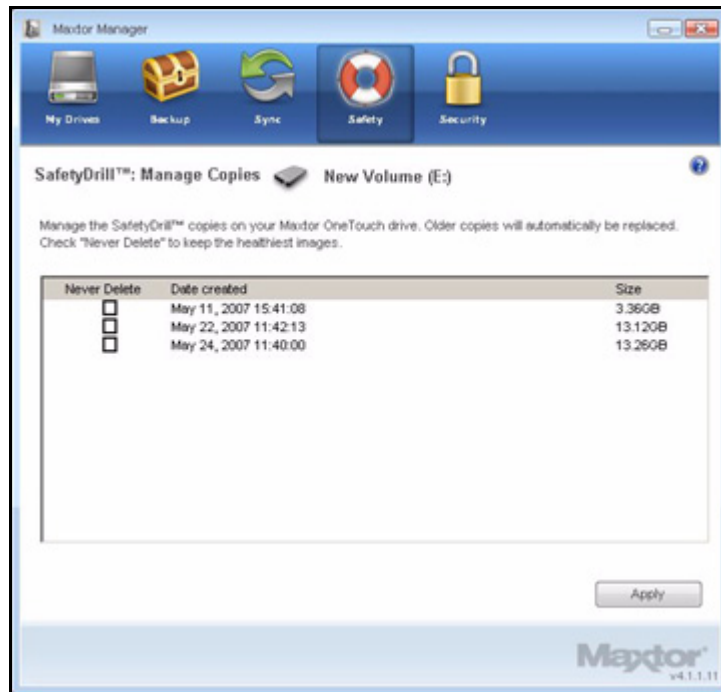 Maxtor Manager
My Drives Backup Sync Safety Security
SafetyDrill™: Manage Copies New Volume (E:)
Manage the SafetyDrill™ copies on your Maxtor OneTouch drive. Older copies will automatically be replaced.
Check "Never Delete" to keep the healthiest images.
Never Delete Date created Size
May 11, 2007 15:41:08 3.36GB
May 22, 2007 11:42:13 13.12GB
May 24, 2007 11:40:00 13.26GB
Apply
Maxtor
v4.1.1.11